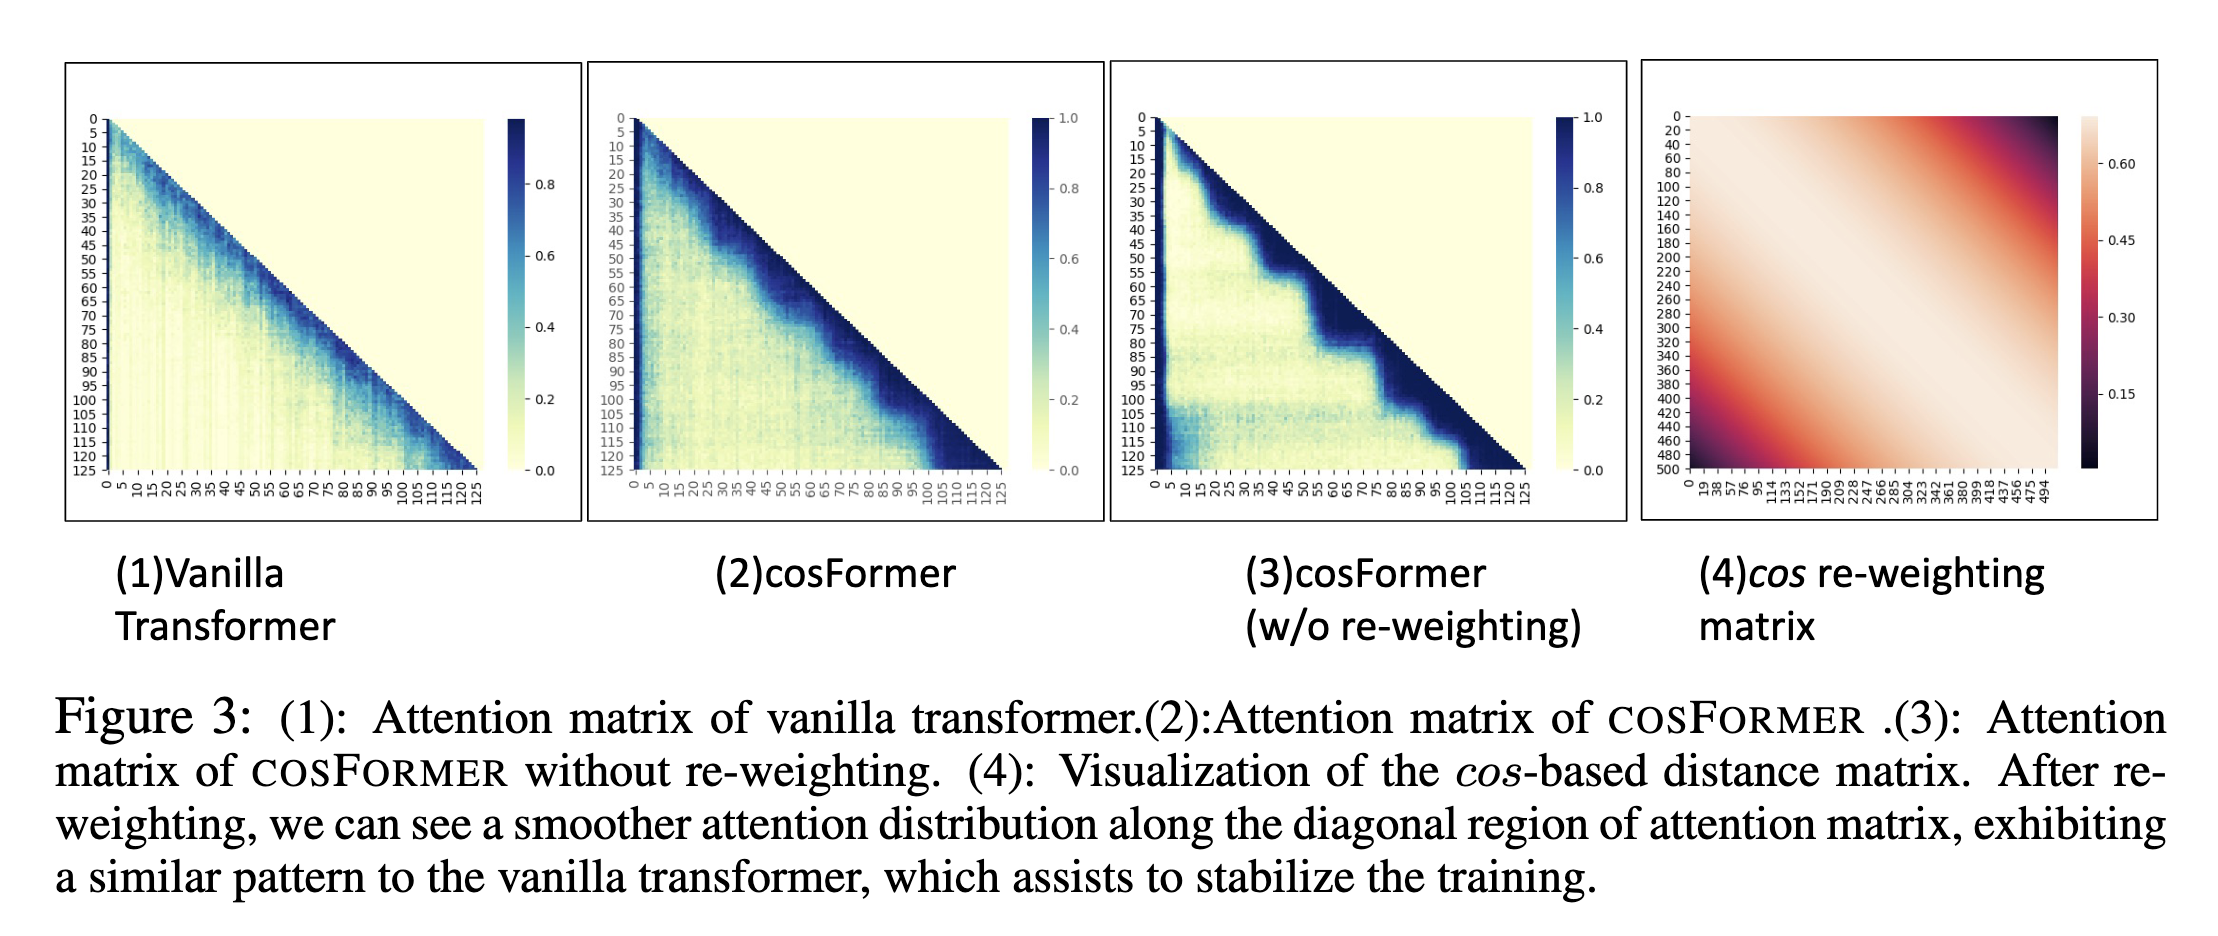 0 5 10 15 20 25 30 35 40 45 50 55 60 65 70 75 80 85 90 95 100 105 110 115 120 125
0 5 10 15 20 25 30 35 40 45 50 55 60 65 70 75 80 85 90 95 100 105 110 115 120 125
0.8 0.6 0.4 0.2 0.0
0 5 10 15 20 25 30 35 40 45 50 55 60 65 70 75 80 85 90 95 100 105 110 115 120 125
0 5 10 15 20 25 30 35 40 45 50 55 60 65 70 75 80 85 90 95 100 105 110 115 120 125
1.0 0.8 0.6 0.4 0.2 0.0
0 5 10 15 20 25 30 35 40 45 50 55 60 65 70 75 80 85 90 95 100 105 110 115 120 125
0 5 10 15 20 25 30 35 40 45 50 55 60 65 70 75 80 85 90 95 100 105 110 115 120 125
1.0 0.8 0.6 0.4 0.2 0.0
0 20 40 60 80 100 120 140 160 180 200 220 240 260 280 300 320 340 360 380 400 420 440 460 480 500
0 19 38 57 76 95 114 133 152 171 190 209 228 247 266 285 304 323 342 361 380 399 418 437 456 475 494
0.60 0.45 0.30 0.15
(1)Vanilla
Transformer
(2)cosFormer
(3)cosFormer
(w/o re-weighting)
(4)cos re-weighting
matrix
Figure 3: (1): Attention matrix of vanilla transformer.(2):Attention matrix of COSFORMER .(3): Attention
matrix of COSFORMER without re-weighting. (4): Visualization of the cos-based distance matrix. After re-
weighting, we can see a smoother attention distribution along the diagonal region of attention matrix, exhibiting
a similar pattern to the vanilla transformer, which assists to stabilize the training.